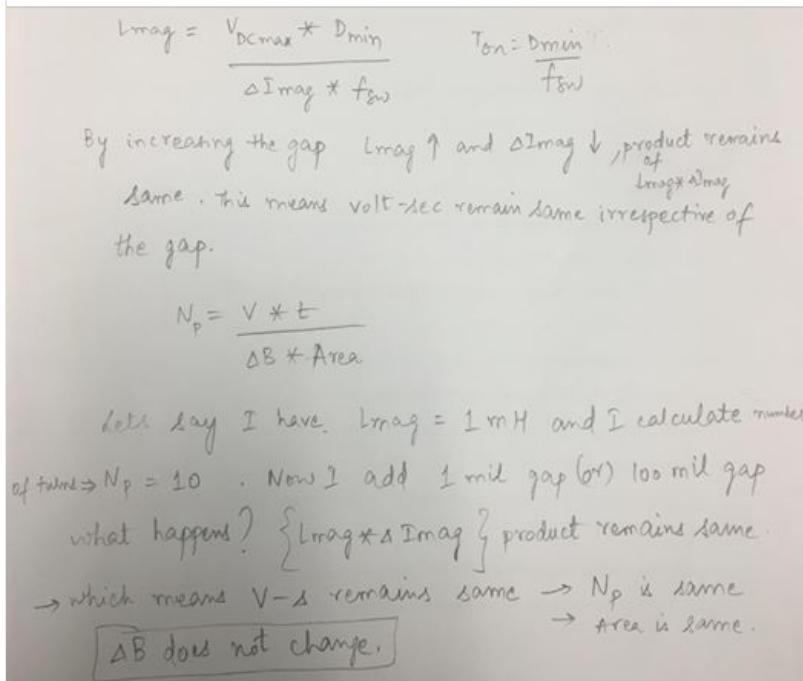 Lmag = V_DCmax * Dmin / ΔImag * fsw    Ton = Dmin / fsw
By increasing the gap Lmag ↑ and ΔImag ↓, product of Lmag*ΔImag remains
same. This means volt-sec remain same irrespective of
the gap.
Np = V * t / ΔB * Area
Lets say I have Lmag = 1 mH and I calculate number
of turns ⇒ Np = 10 . Now I add 1 mil gap (or) 100 mil gap
what happens? {Lmag * Δ Imag} product remains same.
→ which means V-s remains same → Np is same
→ Area is same.
ΔB does not change.